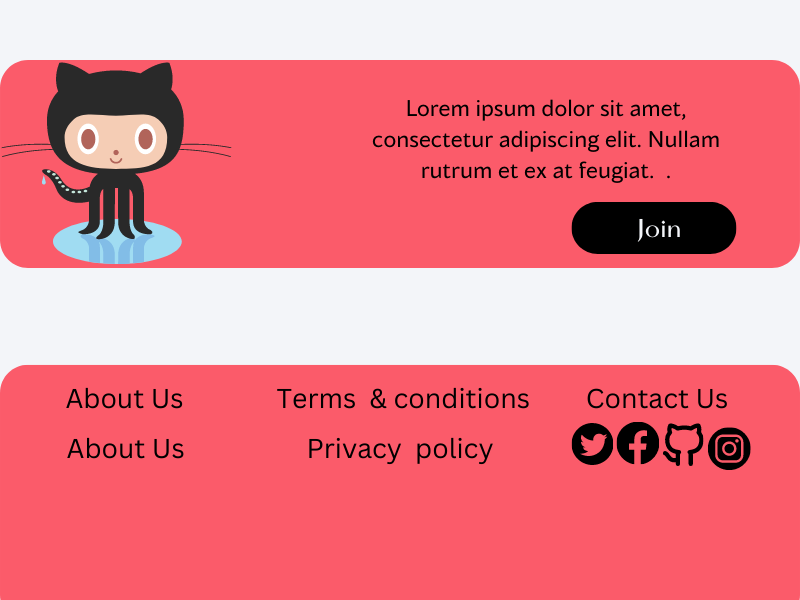 Lorem ipsum dolor sit amet,
consectetur adipiscing elit. Nullam
rutrum et ex at feugiat.  .
Join
About Us
Terms  & conditions
Contact Us
About Us
Privacy  policy